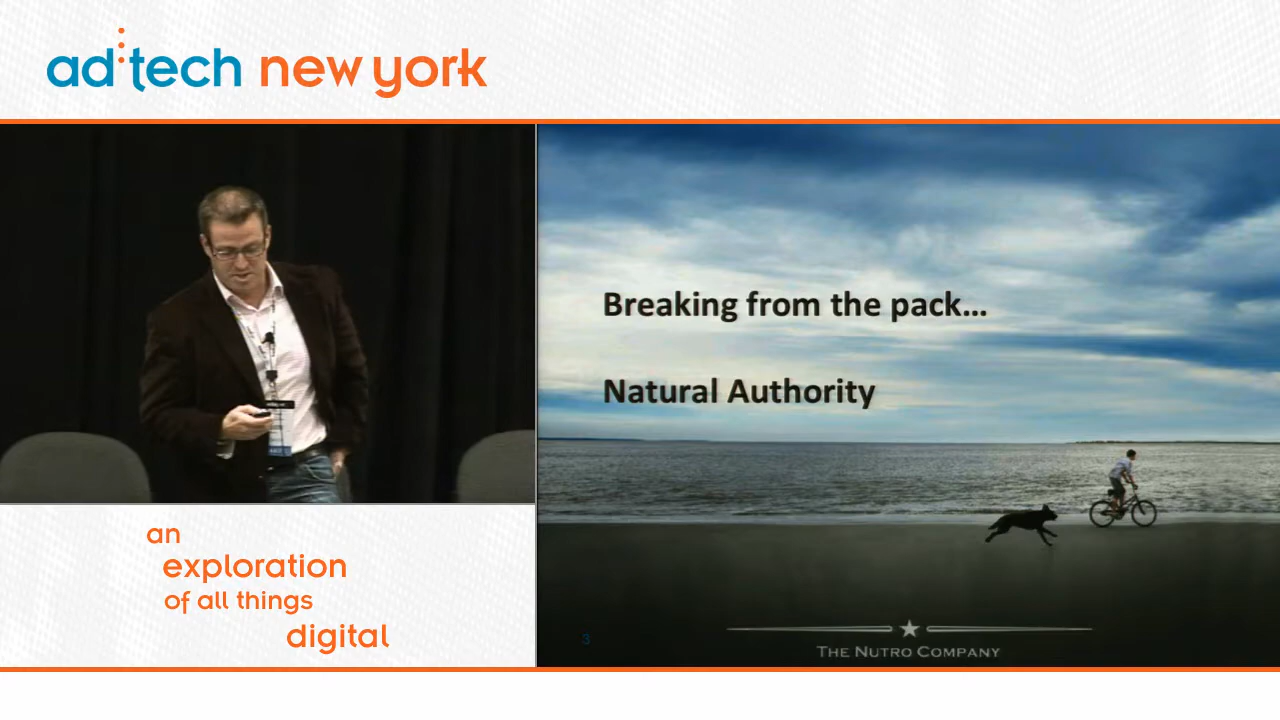 ad:tech new york
Breaking from the pack...
Natural Authority
an
exploration
of all things
digital
3
THE NUTRO COMPANY